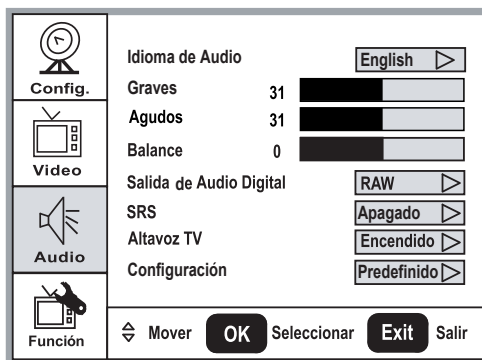 Config.
Video
Audio
Función
Idioma de Audio English
Graves 31
Agudos 31
Balance 0
Salida de Audio Digital RAW
SRS Apagado
Altavoz TV Encendido
Configuración Predefinido
Mover OK Seleccionar Exit Salir